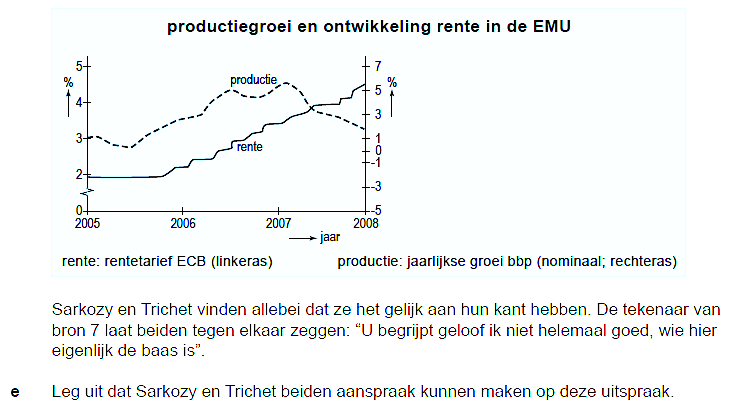 productiegroei en ontwikkeling rente in de EMU
5 7
% productie %
4 5
3
3 1
rente 0
2 -1
-3
0 -5
2005 2006 2007 2008
jaar
rente: rentetarief ECB (linkeras) productie: jaarlijkse groei bbp (nominaal; rechteras)
Sarkozy en Trichet vinden allebei dat ze het gelijk aan hun kant hebben. De tekenaar van
bron 7 laat beiden tegen elkaar zeggen: “U begrijpt geloof ik niet helemaal goed, wie hier
eigenlijk de baas is”.
e Leg uit dat Sarkozy en Trichet beiden aanspraak kunnen maken op deze uitspraak.